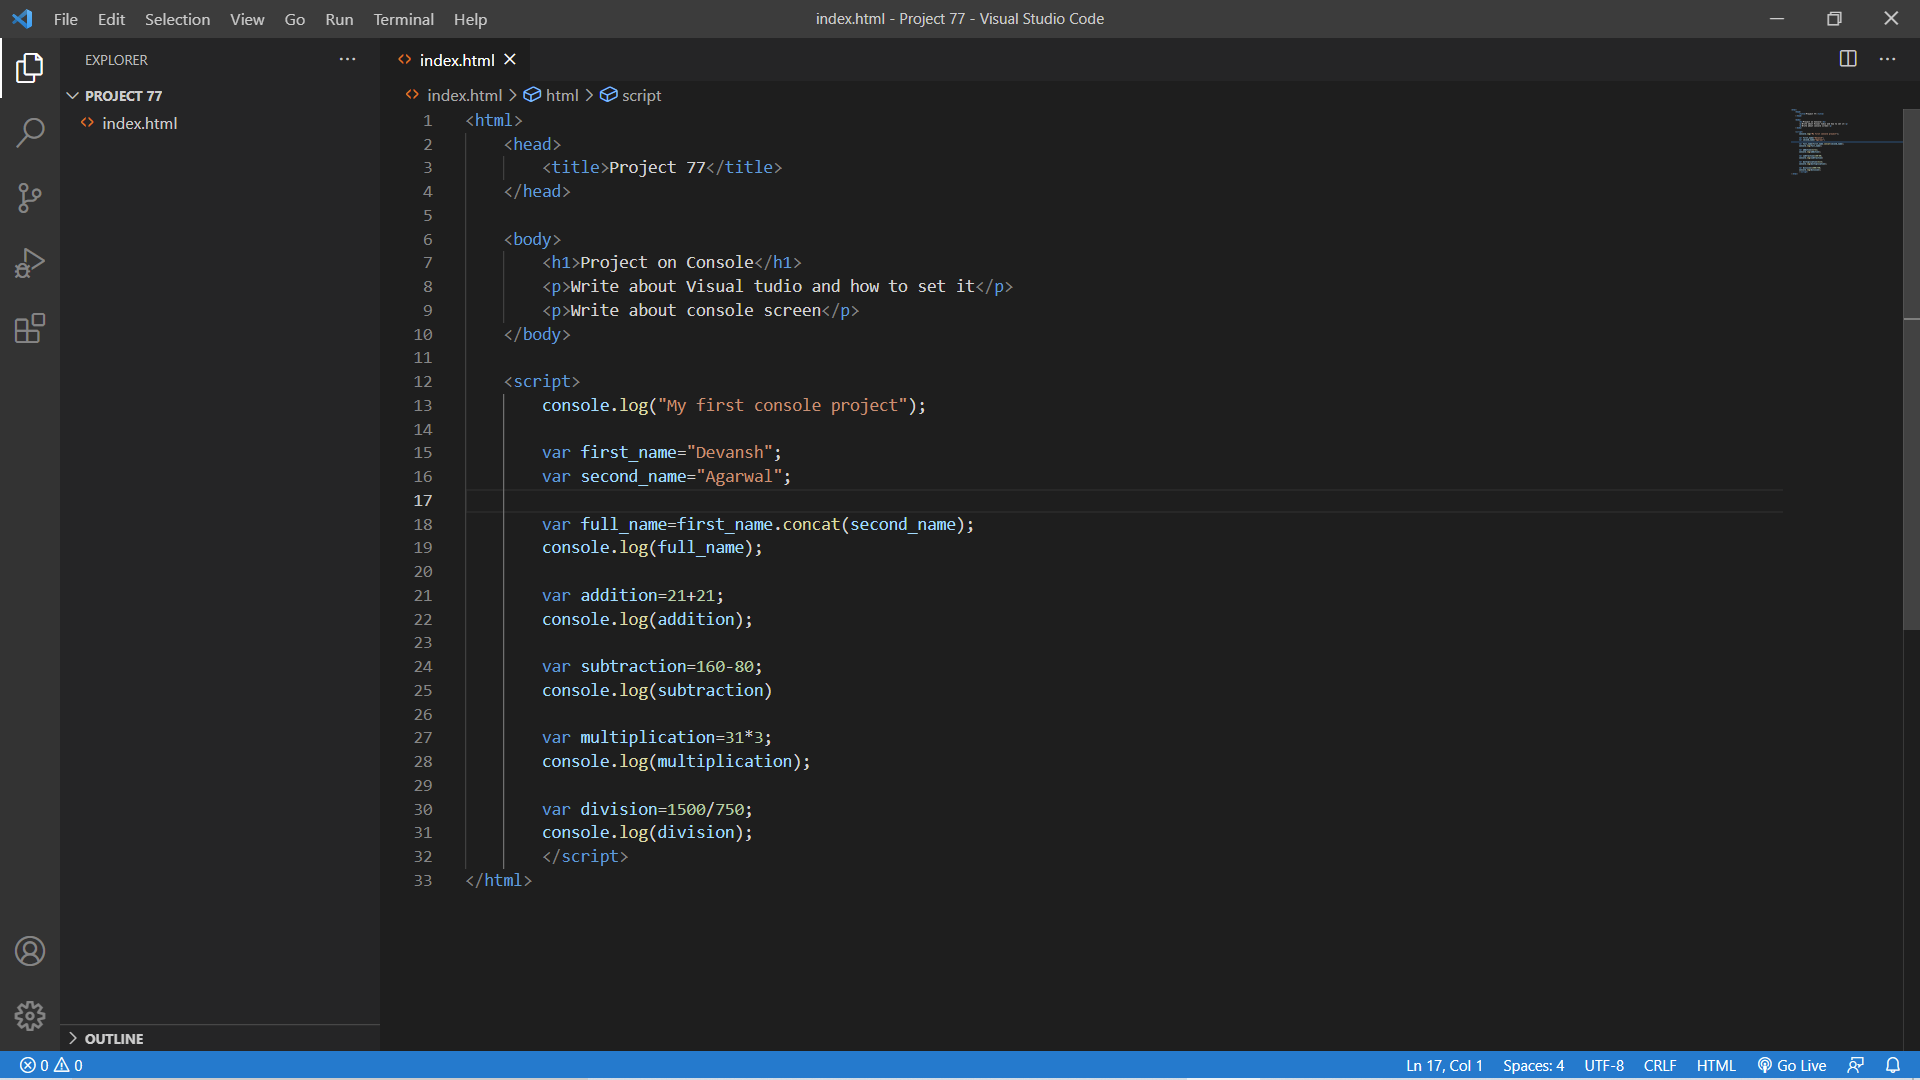 File Edit Selection View Go Run Terminal Help
index.html - Project 77 - Visual Studio Code
EXPLORER
index.html
PROJECT 77
index.html
index.html > html > script
1 <html>
2 <head>
3 <title>Project 77</title>
4 </head>
5
6 <body>
7 <h1>Project on Console</h1>
8 <p>Write about Visual tudio and how to set it</p>
9 <p>Write about console screen</p>
10 </body>
11
12 <script>
13 console.log("My first console project");
14
15 var first_name="Devansh";
16 var second_name="Agarwal";
17
18 var full_name=first_name.concat(second_name);
19 console.log(full_name);
20
21 var addition=21+21;
22 console.log(addition);
23
24 var subtraction=160-80;
25 console.log(subtraction)
26
27 var multiplication=31*3;
28 console.log(multiplication);
29
30 var division=1500/750;
31 console.log(division);
32 </script>
33 </html>
OUTLINE
0 0
Ln 17, Col 1 Spaces: 4 UTF-8 CRLF HTML Go Live